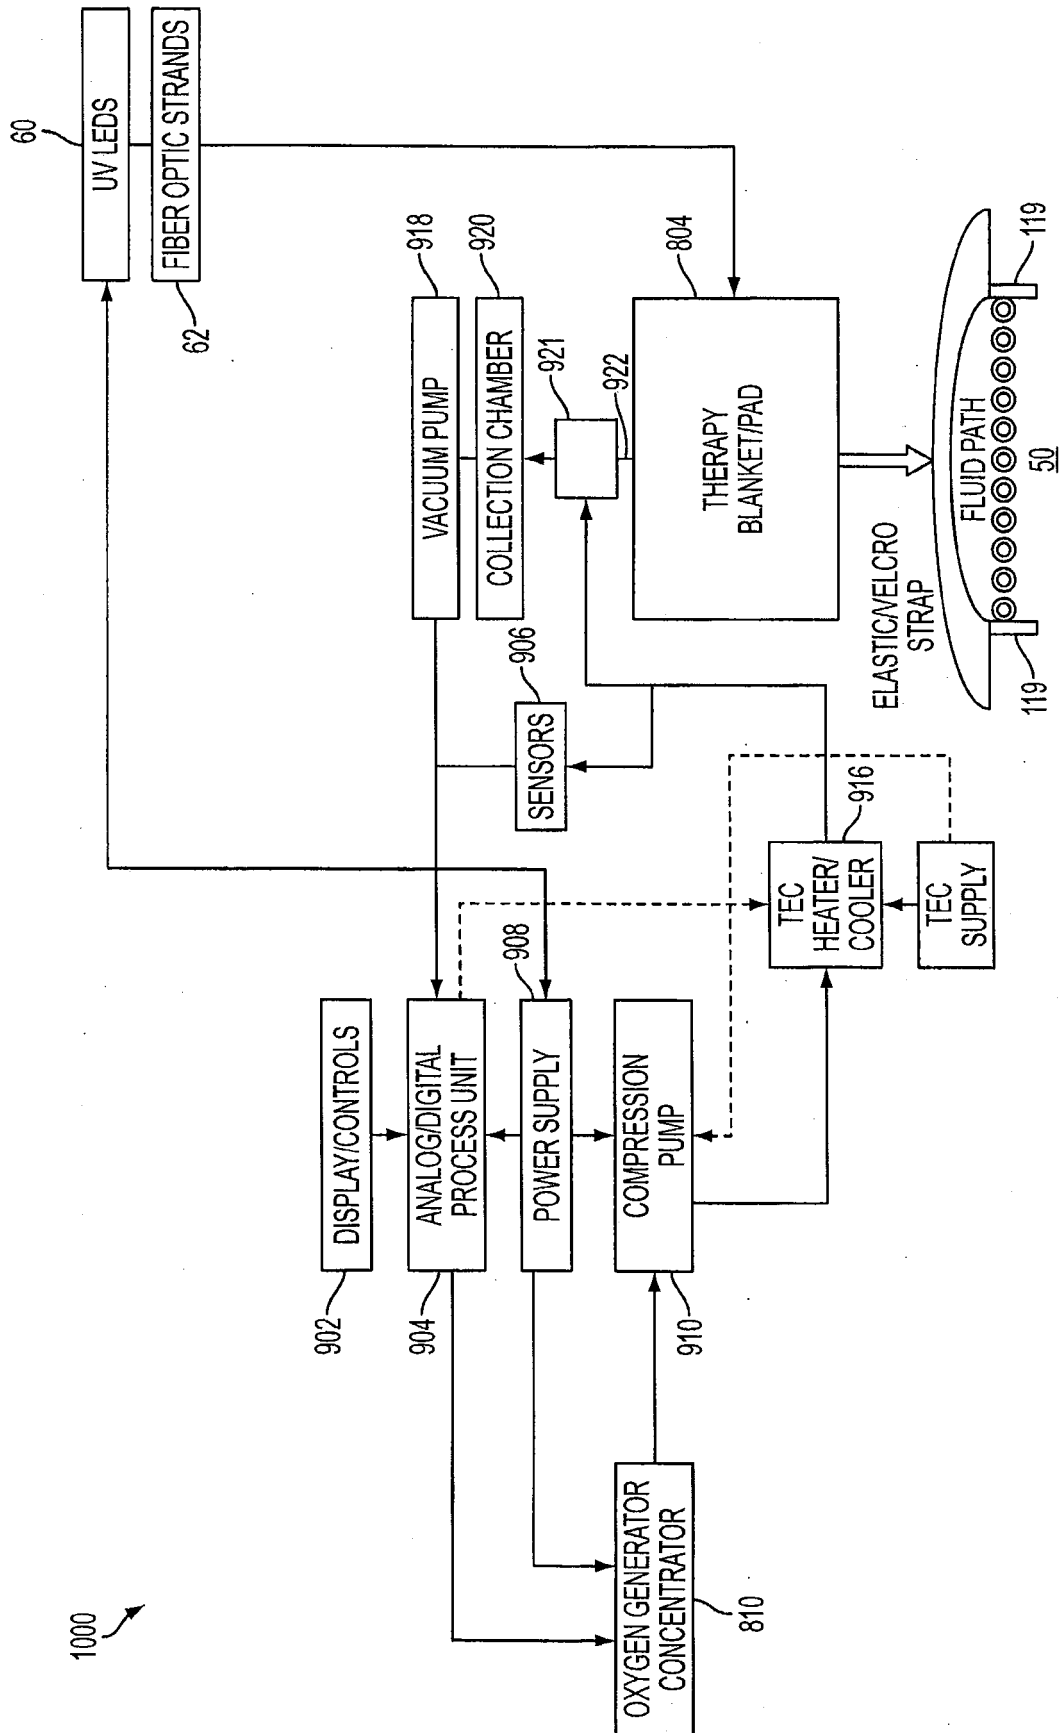 1000
902
DISPLAY/CONTROLS
904
ANALOG/DIGITAL
PROCESS UNIT
908
POWER SUPPLY
910
COMPRESSION
PUMP
810
OXYGEN GENERATOR
CONCENTRATOR
60
UV LEDS
62
FIBER OPTIC STRANDS
918
VACUUM PUMP
920
COLLECTION CHAMBER
906
SENSORS
921
922
804
THERAPY
BLANKET/PAD
916
TEC
HEATER/
COOLER
TEC
SUPPLY
ELASTIC/VELCRO
STRAP
FLUID PATH
119
119
50